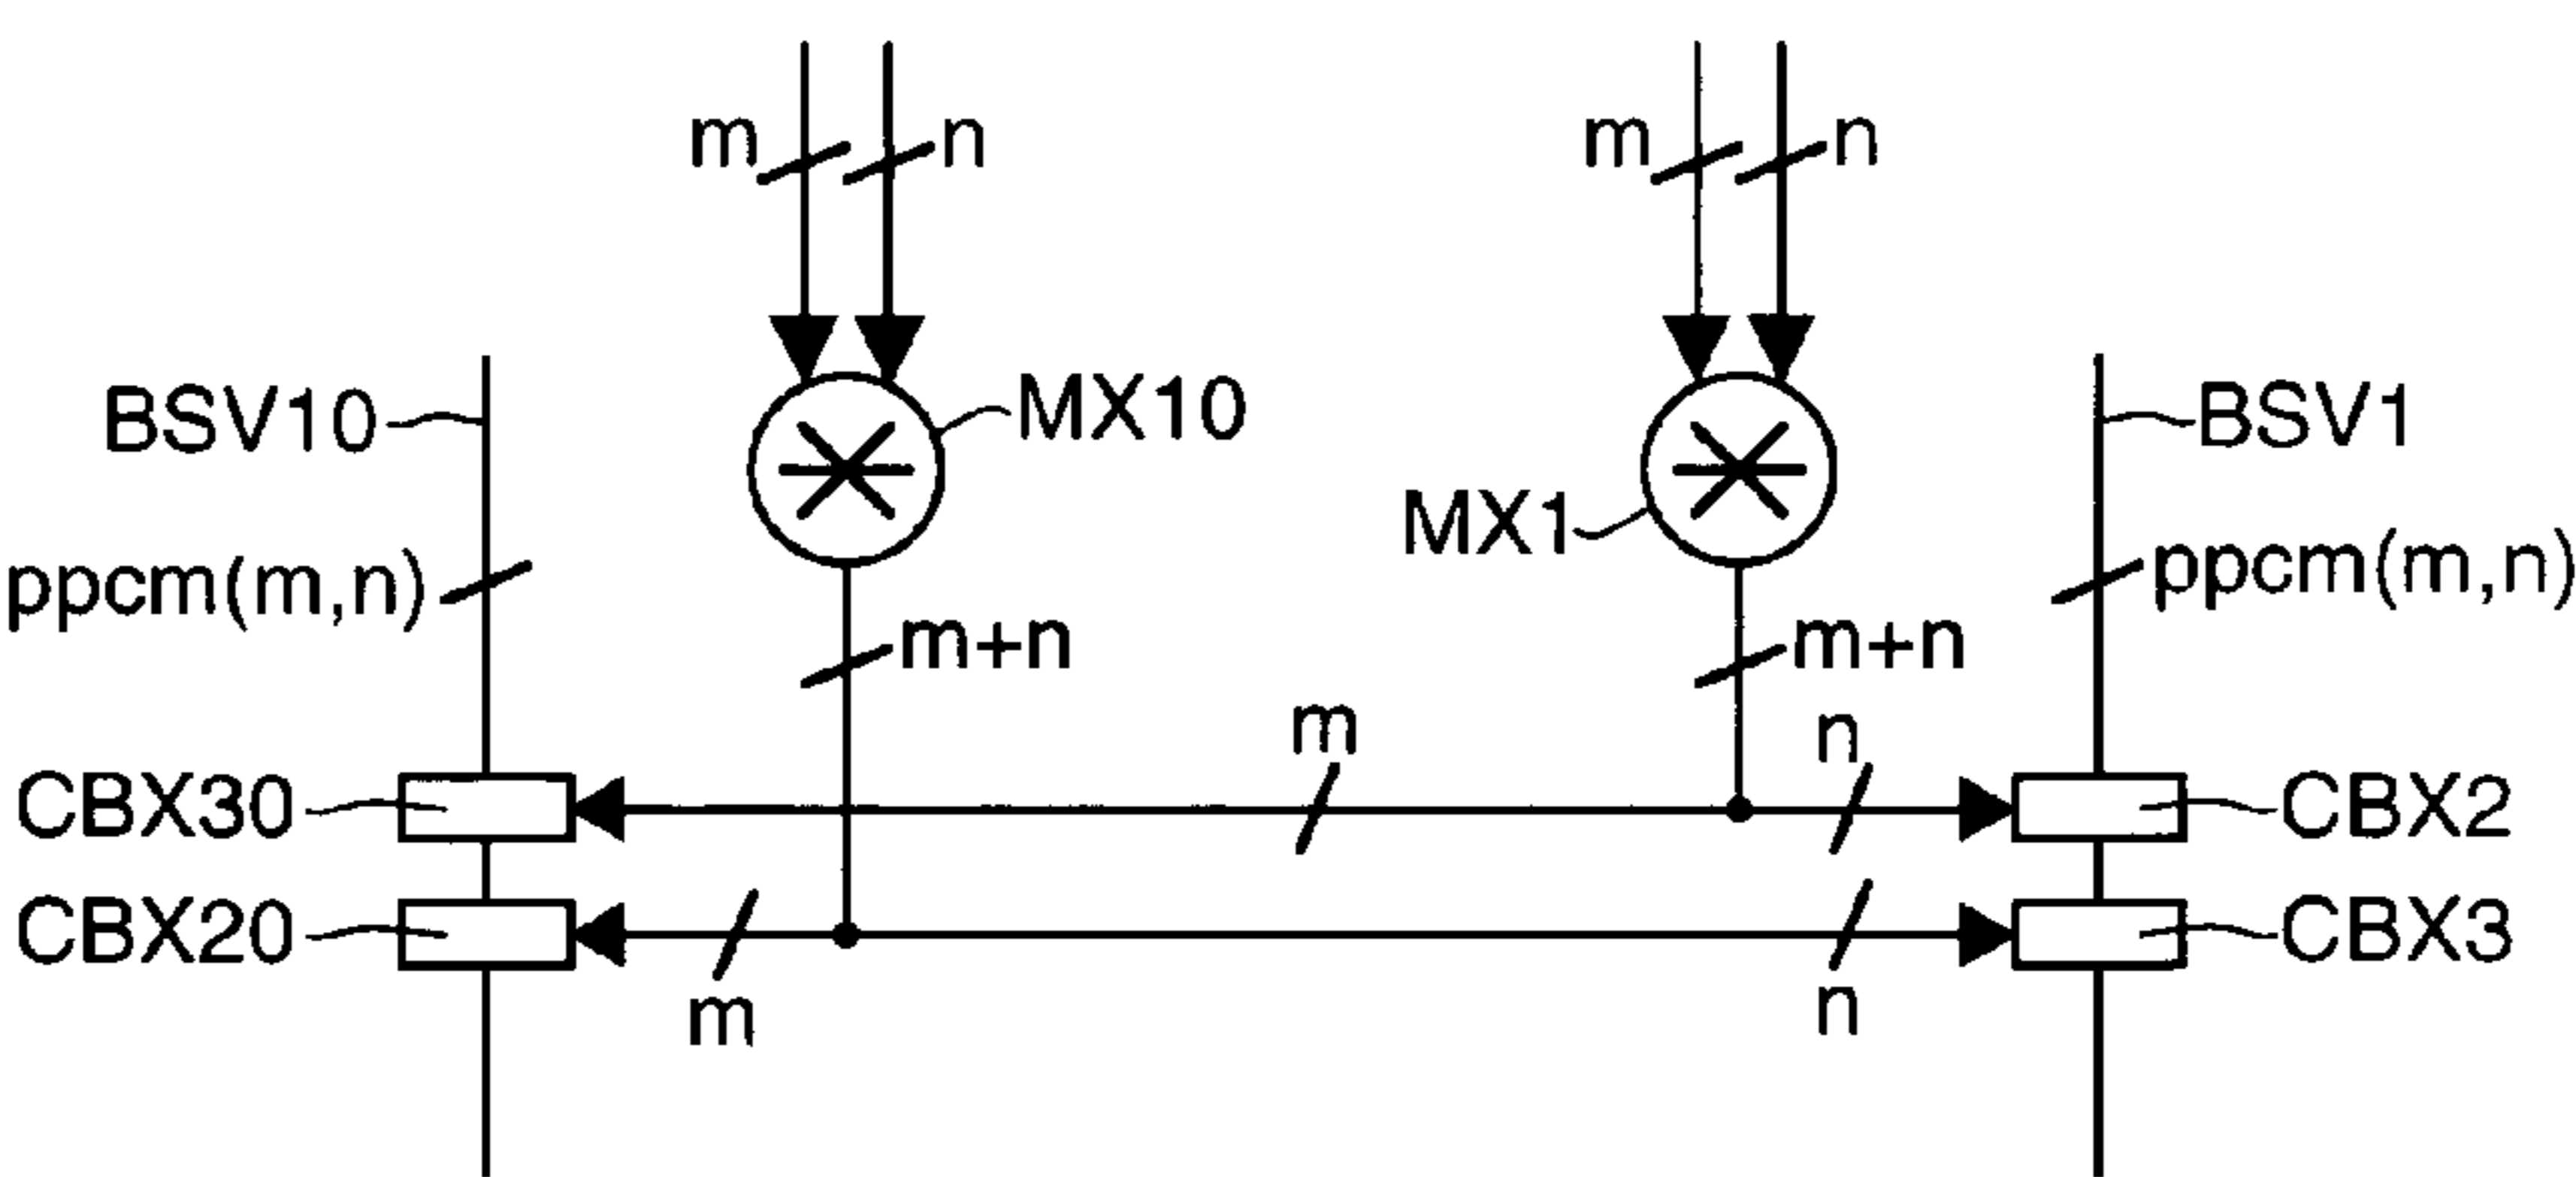 m n m n
BSV10 MX10 BSV1
MX1
ppcm(m,n) ppcm(m,n)
m+n m+n
m n
CBX30 CBX2
CBX20 CBX3
m n